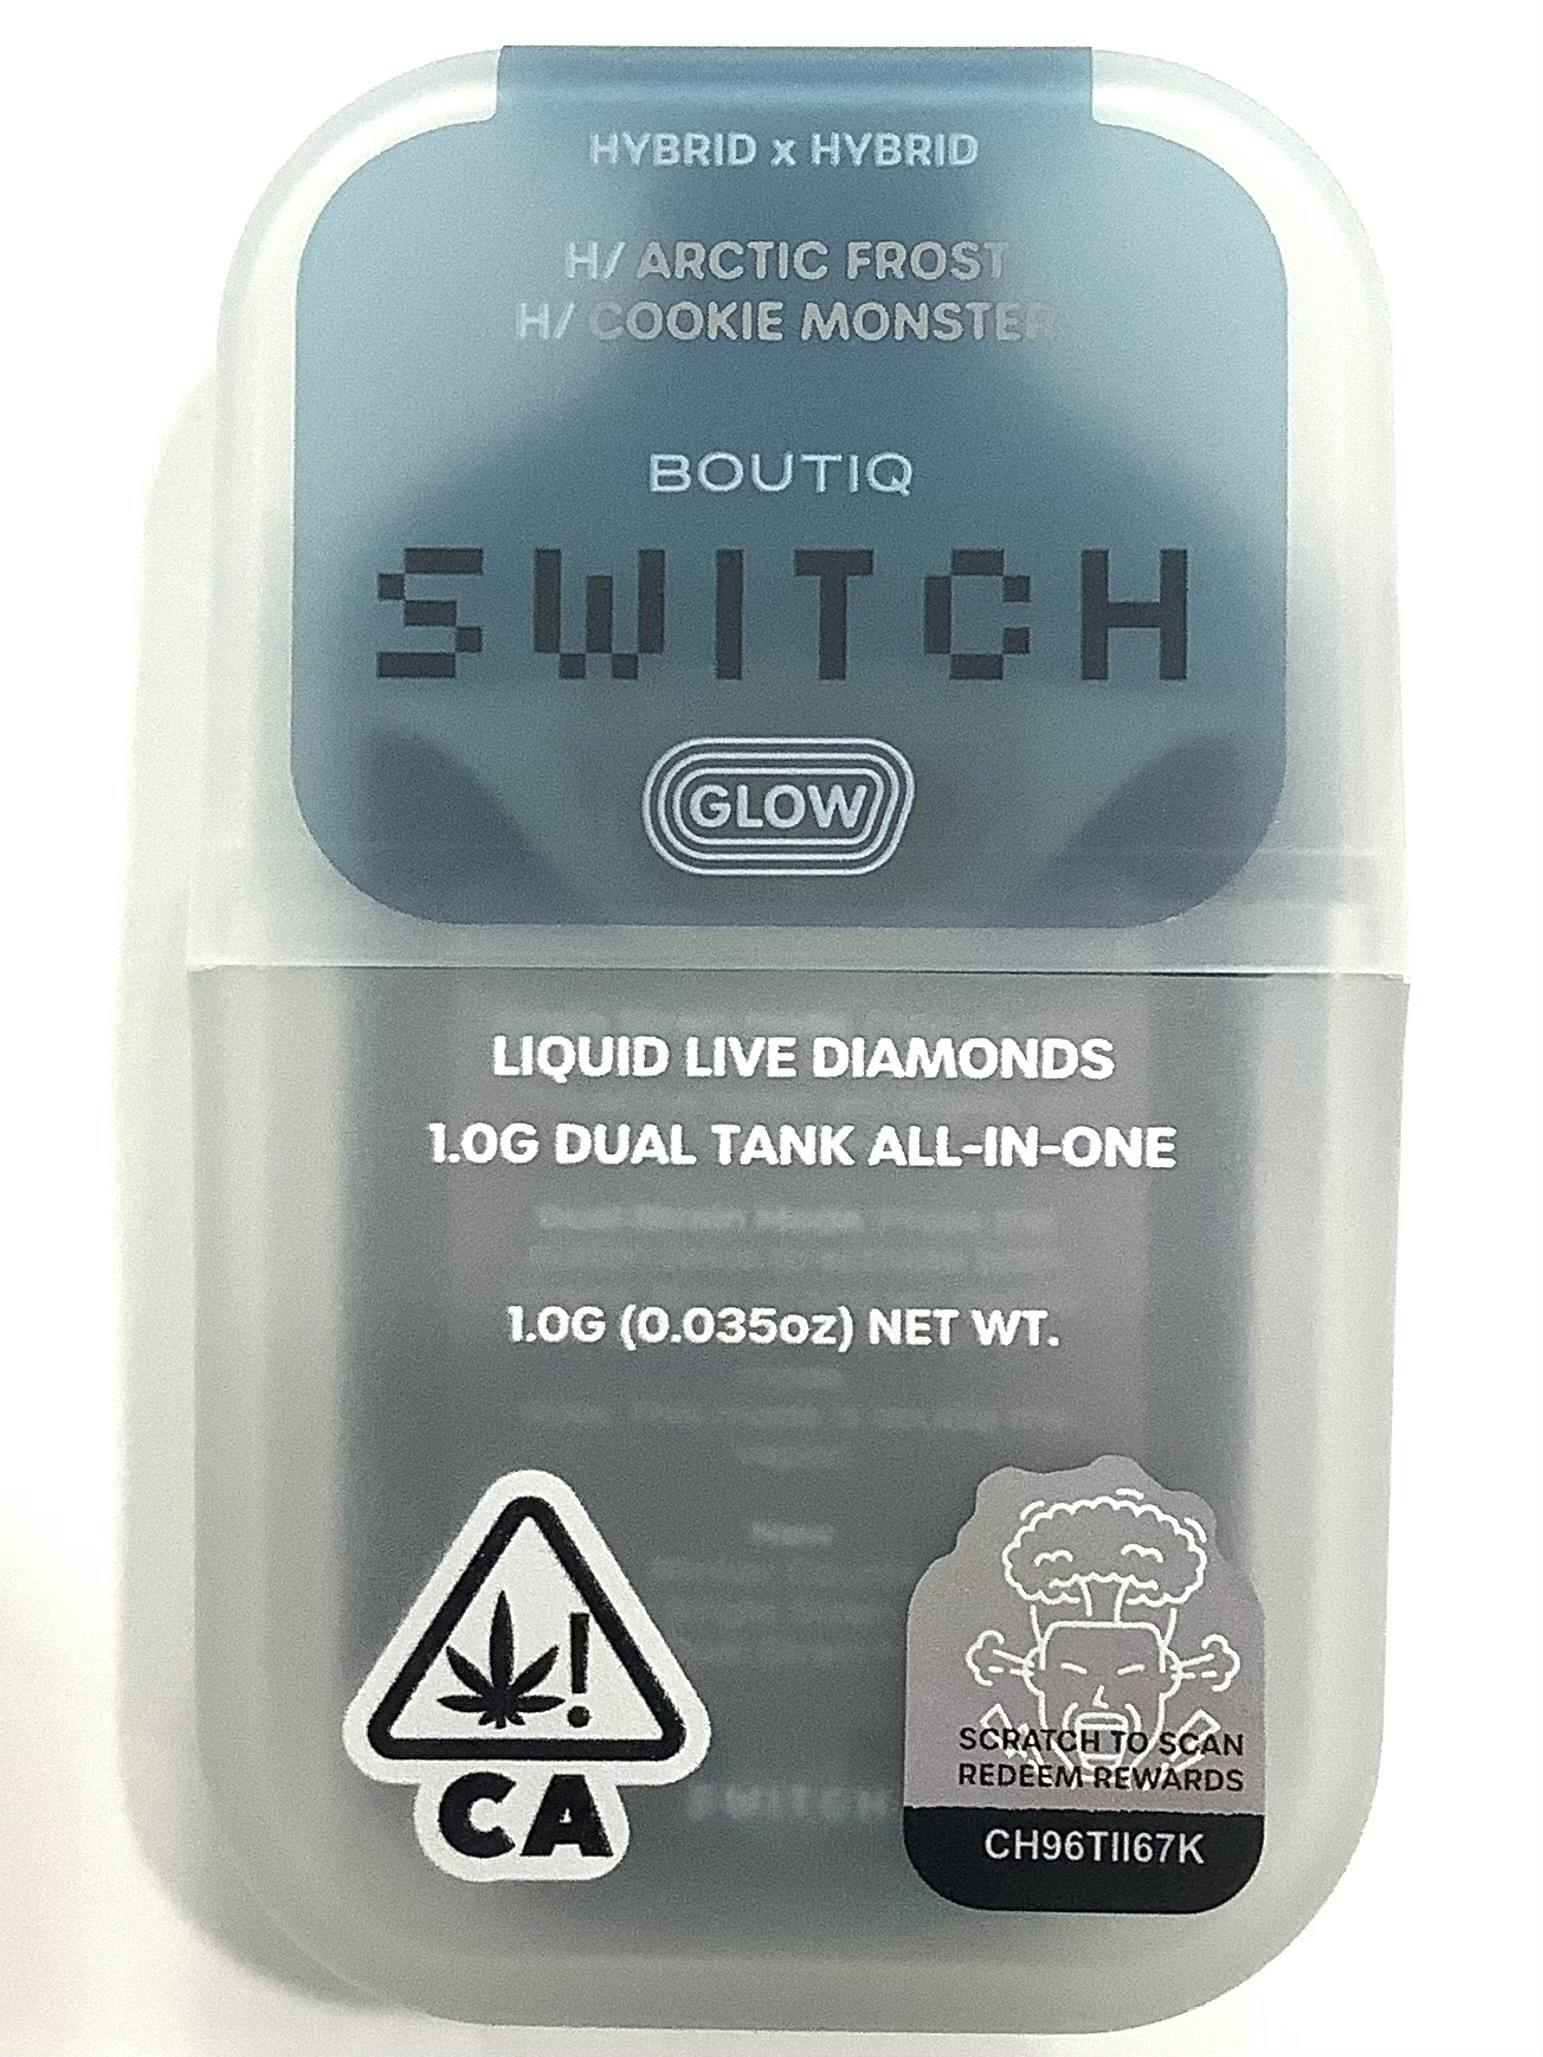 HYBRID x HYBRID
H/ ARCTIC FROST
H/ COOKIE MONSTER
BOUTIQ
SWITCH
GLOW
LIQUID LIVE DIAMONDS
1.0G DUAL TANK ALL-IN-ONE
1.0G (0.035oz) NET WT.
!
CA
SCRATCH TO SCAN
REDEEM REWARDS
CH96TII67K
SWITCH